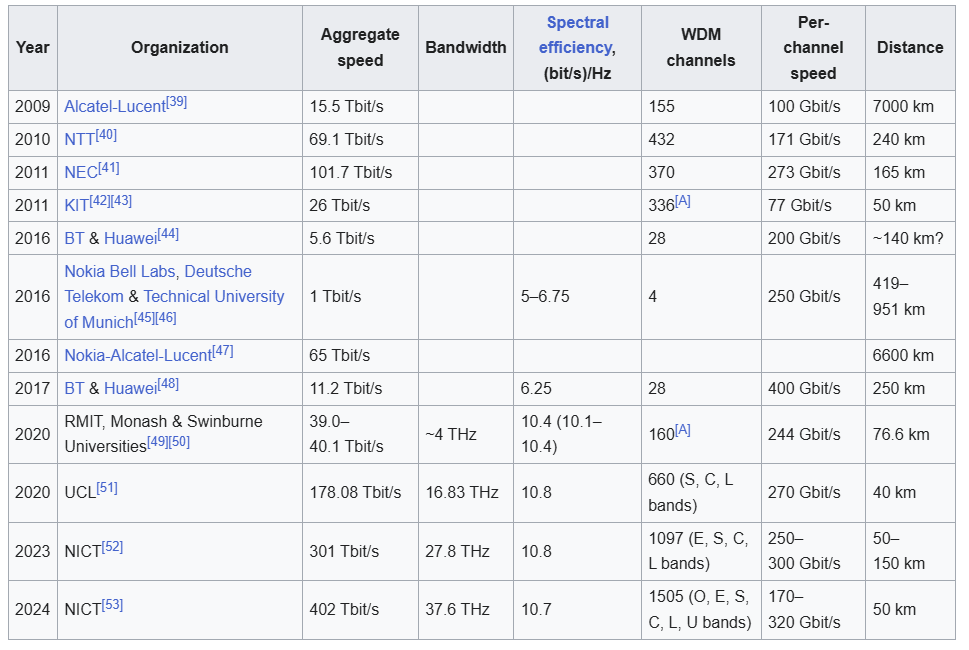 Year Organization Aggregate speed Bandwidth Spectral efficiency, (bit/s)/Hz WDM channels Per-channel speed Distance
2009 Alcatel-Lucent[39] 15.5 Tbit/s 155 100 Gbit/s 7000 km
2010 NTT[40] 69.1 Tbit/s 432 171 Gbit/s 240 km
2011 NEC[41] 101.7 Tbit/s 370 273 Gbit/s 165 km
2011 KIT[42][43] 26 Tbit/s 336[A] 77 Gbit/s 50 km
2016 BT & Huawei[44] 5.6 Tbit/s 28 200 Gbit/s ~140 km?
2016 Nokia Bell Labs, Deutsche Telekom & Technical University of Munich[45][46] 1 Tbit/s 5–6.75 4 250 Gbit/s 419–951 km
2016 Nokia-Alcatel-Lucent[47] 65 Tbit/s 6600 km
2017 BT & Huawei[48] 11.2 Tbit/s 6.25 28 400 Gbit/s 250 km
2020 RMIT, Monash & Swinburne Universities[49][50] 39.0–40.1 Tbit/s ~4 THz 10.4 (10.1–10.4) 160[A] 244 Gbit/s 76.6 km
2020 UCL[51] 178.08 Tbit/s 16.83 THz 10.8 660 (S, C, L bands) 270 Gbit/s 40 km
2023 NICT[52] 301 Tbit/s 27.8 THz 10.8 1097 (E, S, C, L bands) 250–300 Gbit/s 50–150 km
2024 NICT[53] 402 Tbit/s 37.6 THz 10.7 1505 (O, E, S, C, L, U bands) 170–320 Gbit/s 50 km